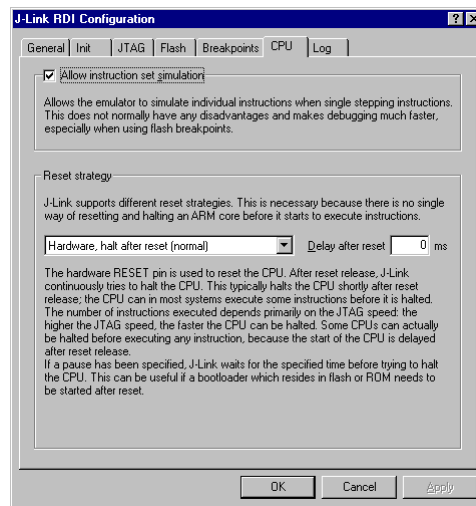 J-Link RDI Configuration
General Init JTAG Flash Breakpoints CPU Log
Allow instruction set simulation
Allows the emulator to simulate individual instructions when single stepping instructions.
This does not normally have any disadvantages and makes debugging much faster,
especially when using flash breakpoints.
Reset strategy
J-Link supports different reset strategies. This is necessary because there is no single
way of resetting and halting an ARM core before it starts to execute instructions.
Hardware, halt after reset (normal) Delay after reset 0 ms
The hardware RESET pin is used to reset the CPU. After reset release, J-Link
continuously tries to halt the CPU. This typically halts the CPU shortly after reset
release; the CPU can in most systems execute some instructions before it is halted.
The number of instructions executed depends primarily on the JTAG speed: the
higher the JTAG speed, the faster the CPU can be halted. Some CPUs can actually
be halted before executing any instruction, because the start of the CPU is delayed
after reset release.
If a pause has been specified, J-Link waits for the specified time before trying to halt
the CPU. This can be useful if a bootloader which resides in flash or ROM needs to
be started after reset.
OK Cancel Apply